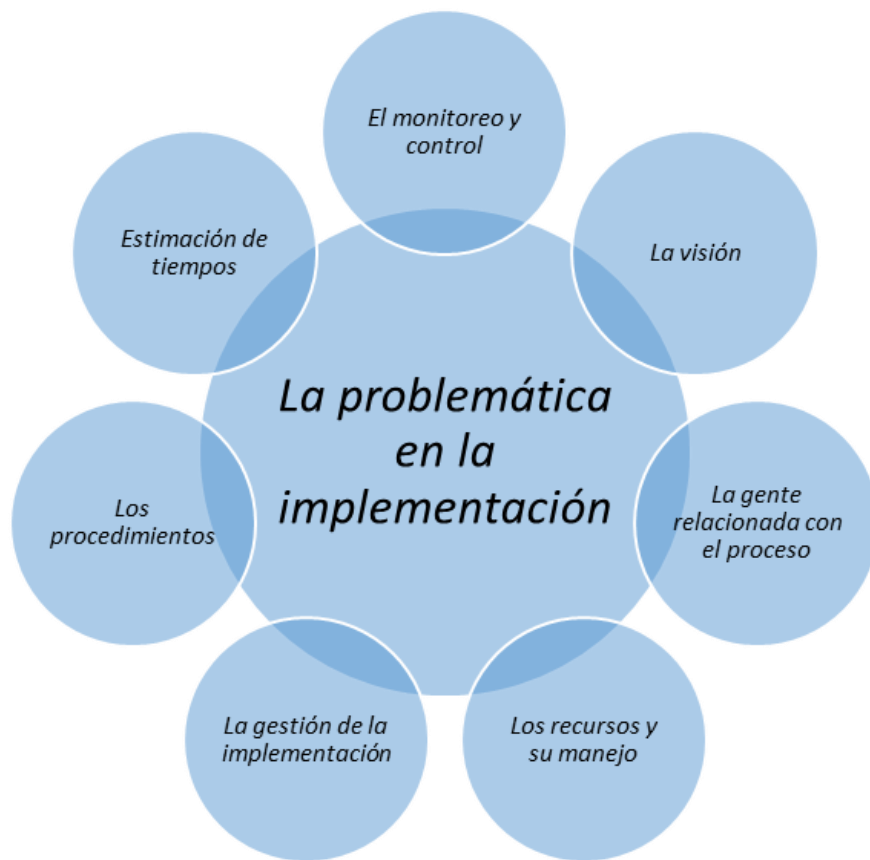 El monitoreo y
control
La visión
La gente
relacionada con
el proceso
Los recursos y
su manejo
La gestión de la
implementación
Los
procedimientos
Estimación de
tiempos
La problemática
en la
implementación